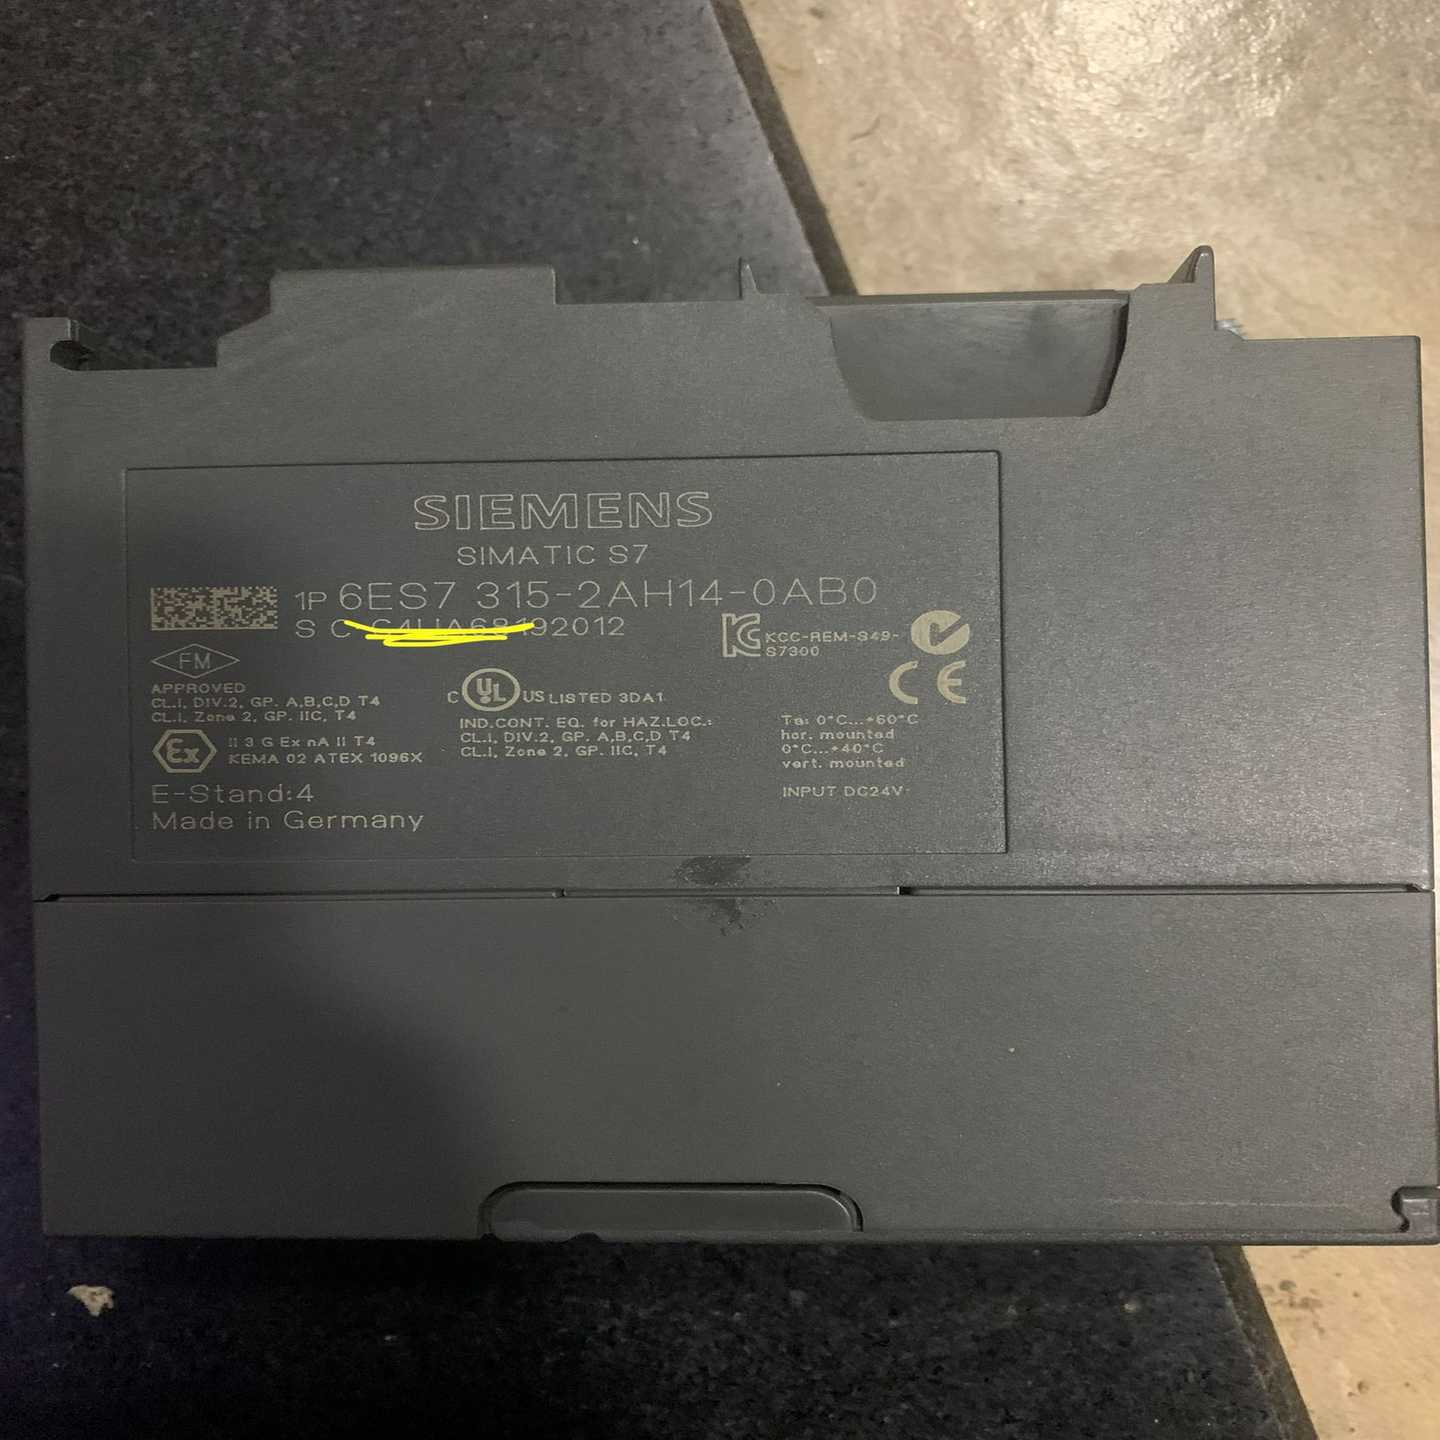 SIEMENS
SIMATIC S7
1P 6ES7 315-2AH14-0AB0
S C-
192012
KCC-REM-S49-
S7300
FM
APPROVED
CL.I, DIV.2, GP. A,B,C,D T4
CL.I, Zone 2, GP. IIC, T4
C UL US LISTED 3DA1
IND.CONT. EQ. for HAZ.LOC.:
CL.I, DIV.2, GP. A,B,C,D T4
CL.I, Zone 2, GP. IIC, T4
CE
Ta: 0°C...+60°C
hor. mounted
0°C...+40°C
vert. mounted
INPUT DC24V
Ex II 3 G Ex nA II T4
KEMA 02 ATEX 1096X
E-Stand:4
Made in Germany